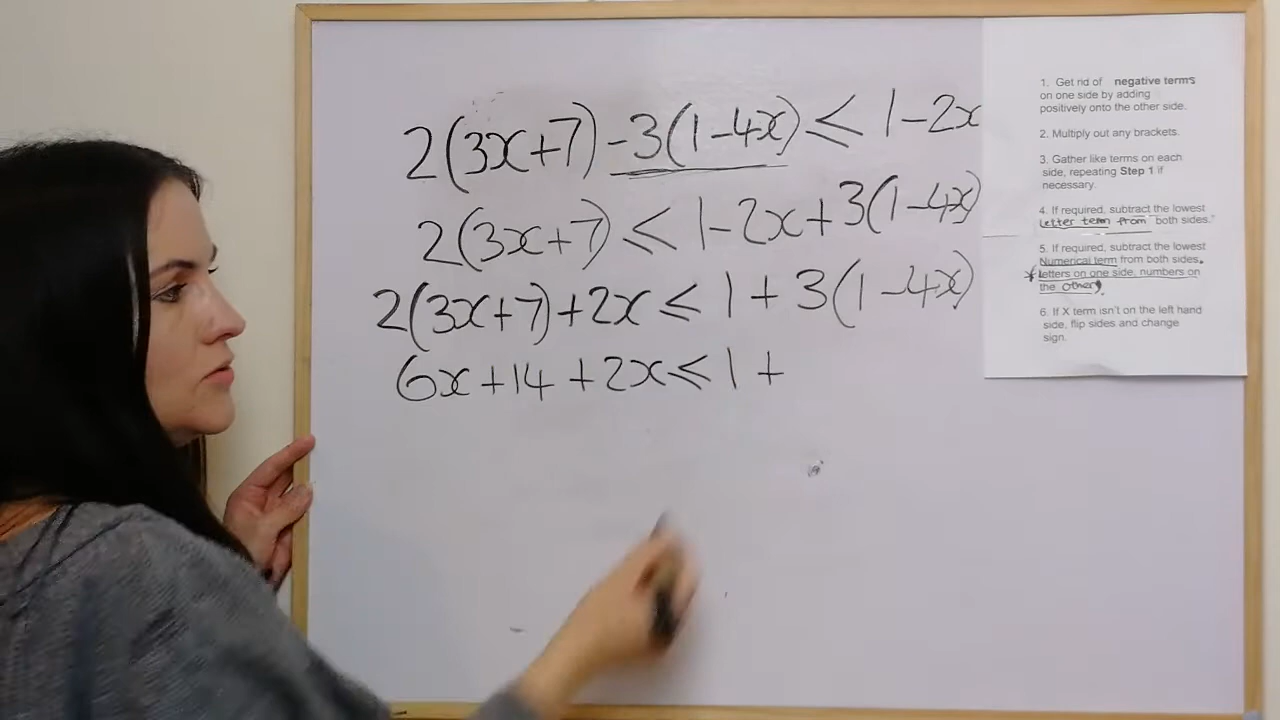 2(3x+7)-3(1-4x)≤1-2x
2(3x+7)≤1-2x+3(1-4x)
2(3x+7)+2x≤1+3(1-4x)
6x+14+2x≤1+
1. Get rid of negative terms
on one side by adding
positively onto the other side.
2. Multiply out any brackets.
3. Gather like terms on each
side, repeating Step 1 if
necessary.
4. If required, subtract the lowest
letter term from both sides."
5. If required, subtract the lowest
Numerical term from both sides.
*letters on one side, numbers on
the other.
6. If X term isn't on the left hand
side, flip sides and change
sign.